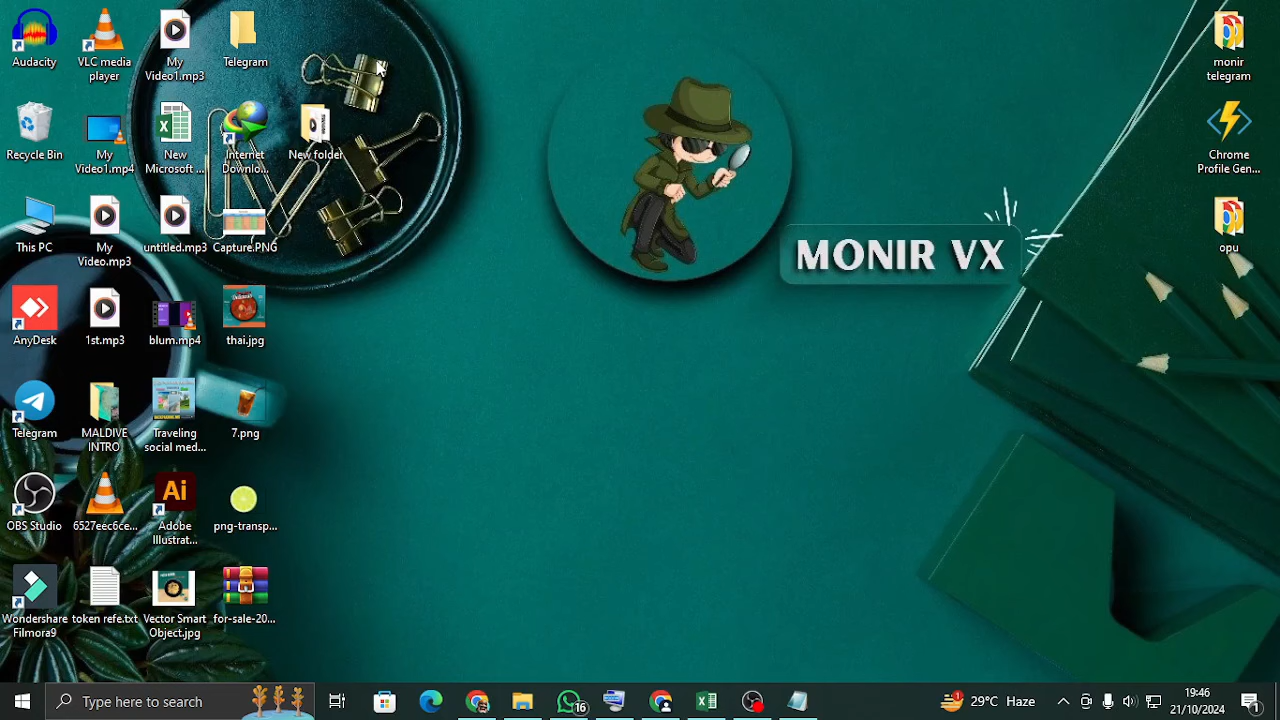 Audacity
VLC media
player
My
Video1.mp3
Telegram
monir
telegram
Recycle Bin
My
Video1.mp4
New
Microsoft ...
Internet
Downlo...
New folder
Chrome
Profile Gen...
This PC
My
Video.mp3
untitled.mp3
Capture.PNG
opu
MONIR VX
AnyDesk
1st.mp3
blum.mp4
thai.jpg
Telegram
MALDIVE
INTRO
Traveling
social med...
7.png
OBS Studio
6527eec6ce...
Ai
Adobe
Illustrat...
png-transp...
Wondershare
Filmora9
token refe.txt
Vector Smart
Object.jpg
for-sale-20...
Type here to search
16
1
29°C Haze
19:46
21/10/2024
1